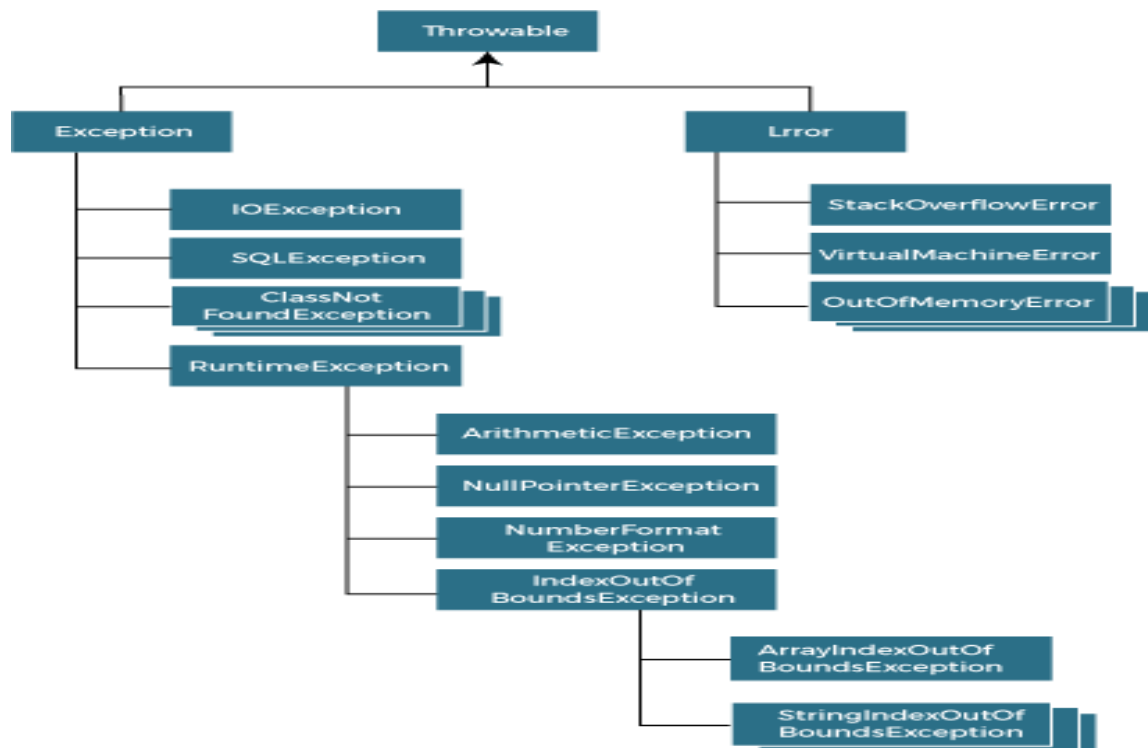 Throwable
Exception
Lrror
IOException
SQLException
ClassNot
FoundException
RuntimeException
StackOverflowError
VirtualMachineError
OutOfMemoryError
ArithmeticException
NullPointerException
NumberFormat
Exception
IndexOutOf
BoundsException
ArrayIndexOutOf
BoundsException
StringIndexOutOf
BoundsException